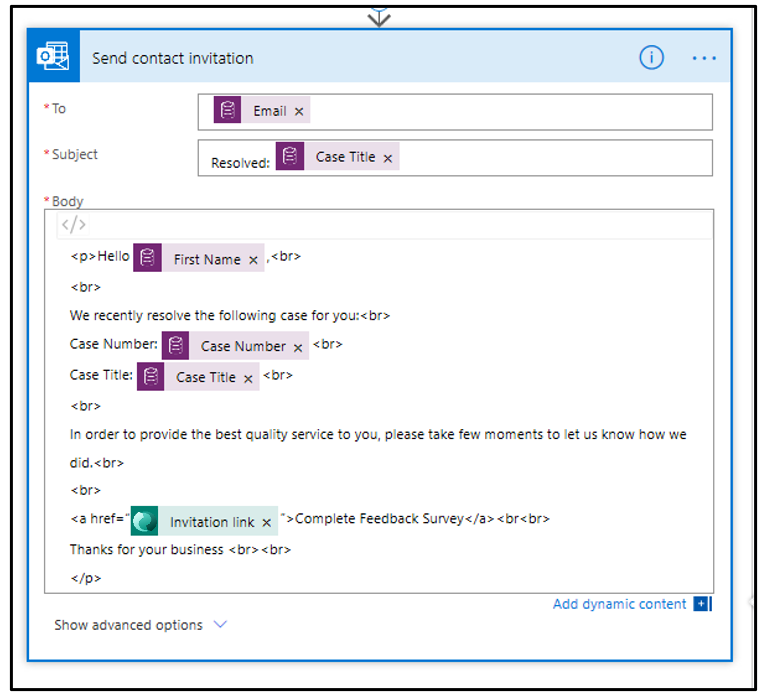 Send contact invitation
* To
Email ×
* Subject
Resolved: Case Title ×
* Body
</>
<p>Hello First Name × ,<br>
<br>
We recently resolve the following case for you:<br>
Case Number: Case Number × <br>
Case Title: Case Title × <br>
<br>
In order to provide the best quality service to you, please take few moments to let us know how we
did.<br>
<br>
<a href=" Invitation link × ">Complete Feedback Survey</a><br<br>
Thanks for your business <br><br>
</p>
Add dynamic content
Show advanced options